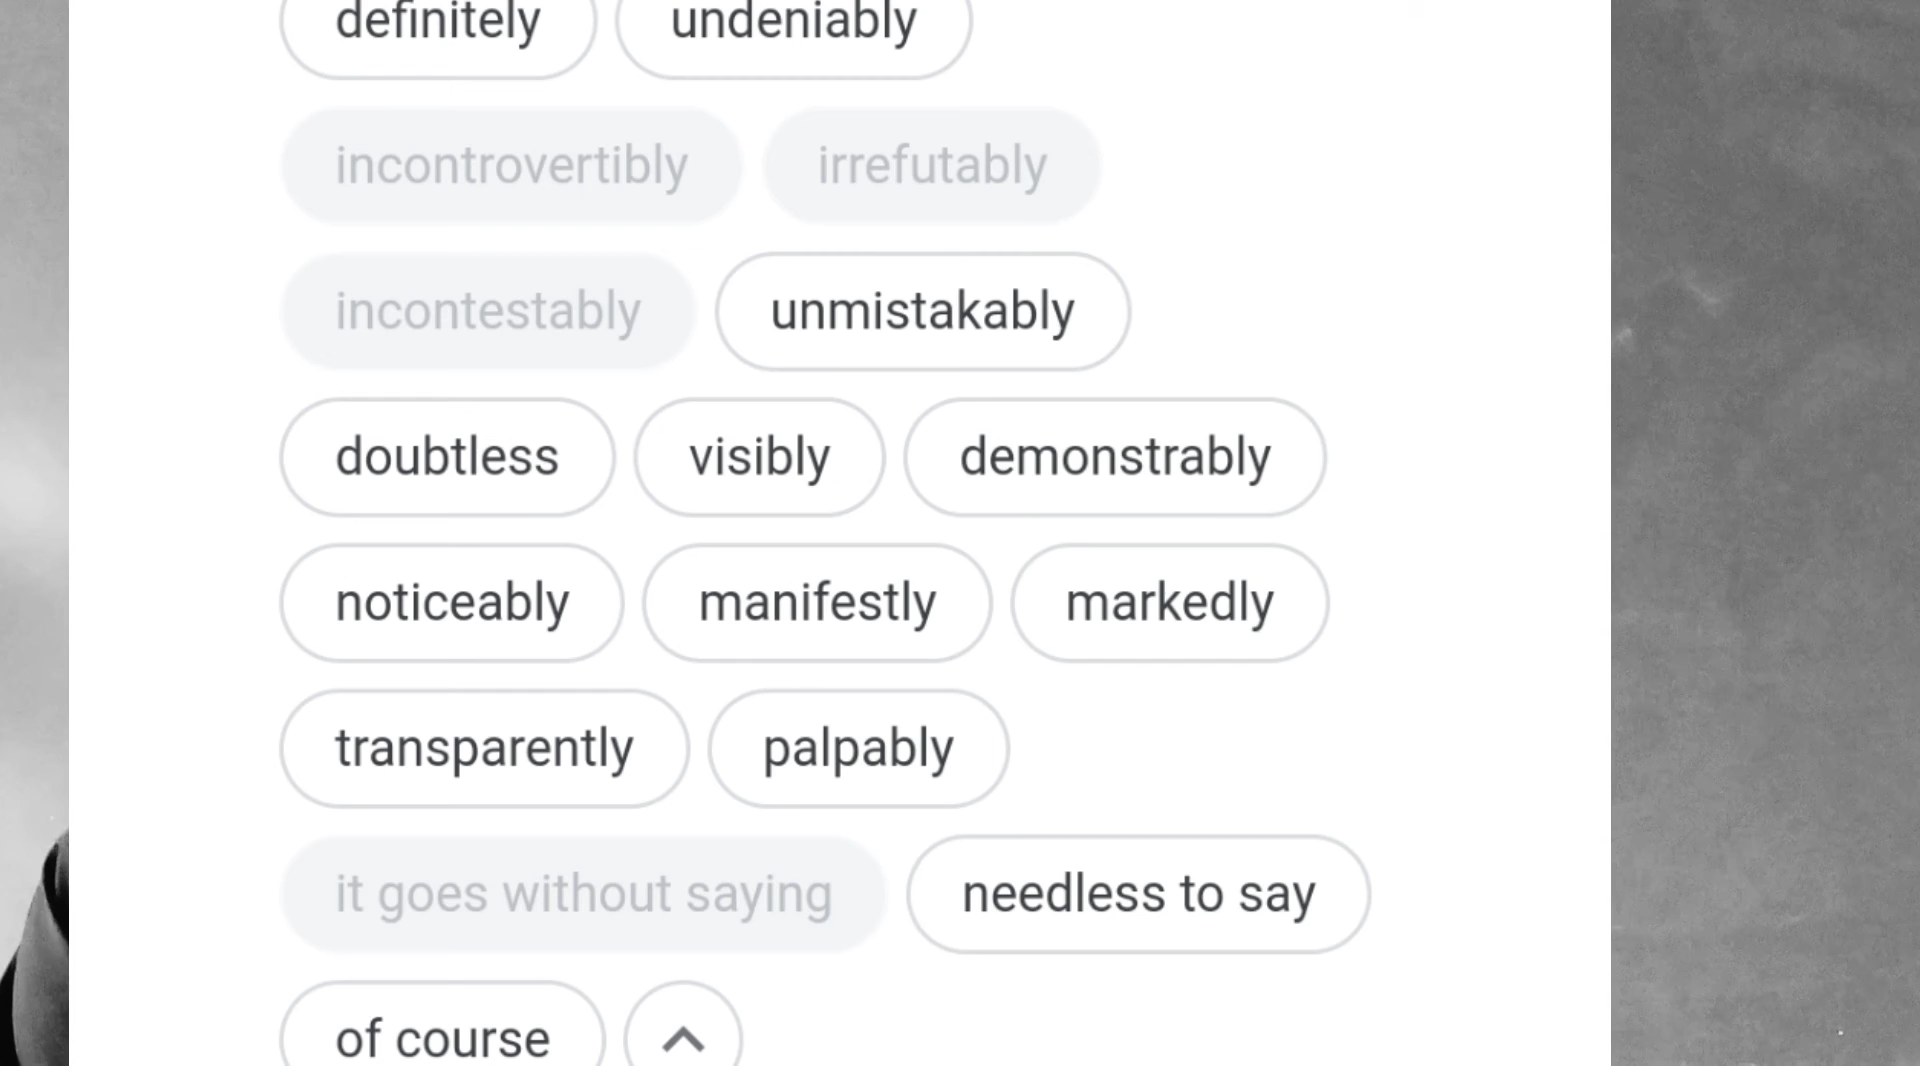 definitely undeniably
incontrovertibly irrefutably
incontestably unmistakably
doubtless visibly demonstrably
noticeably manifestly markedly
transparently palpably
it goes without saying needless to say
of course